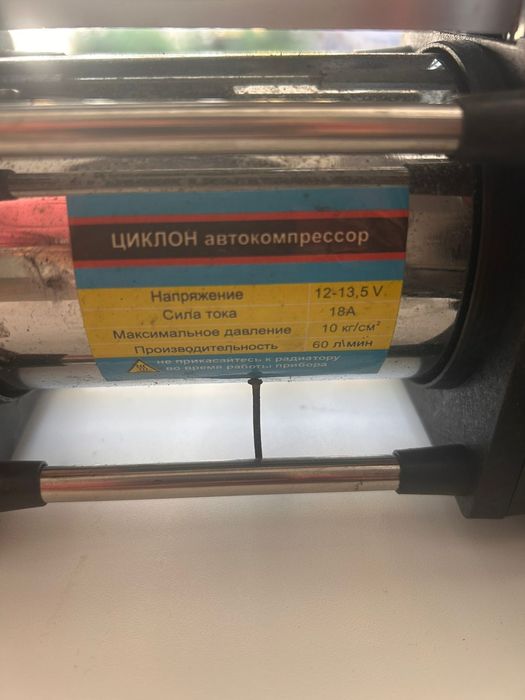 ЦИКЛОН автокомпрессор
Напряжение 12-13,5 V
Сила тока 18А
Максимальное давление 10 кг/см²
Производительность 60 л\мин
не прикасайтесь к радиатору
во время работы прибора